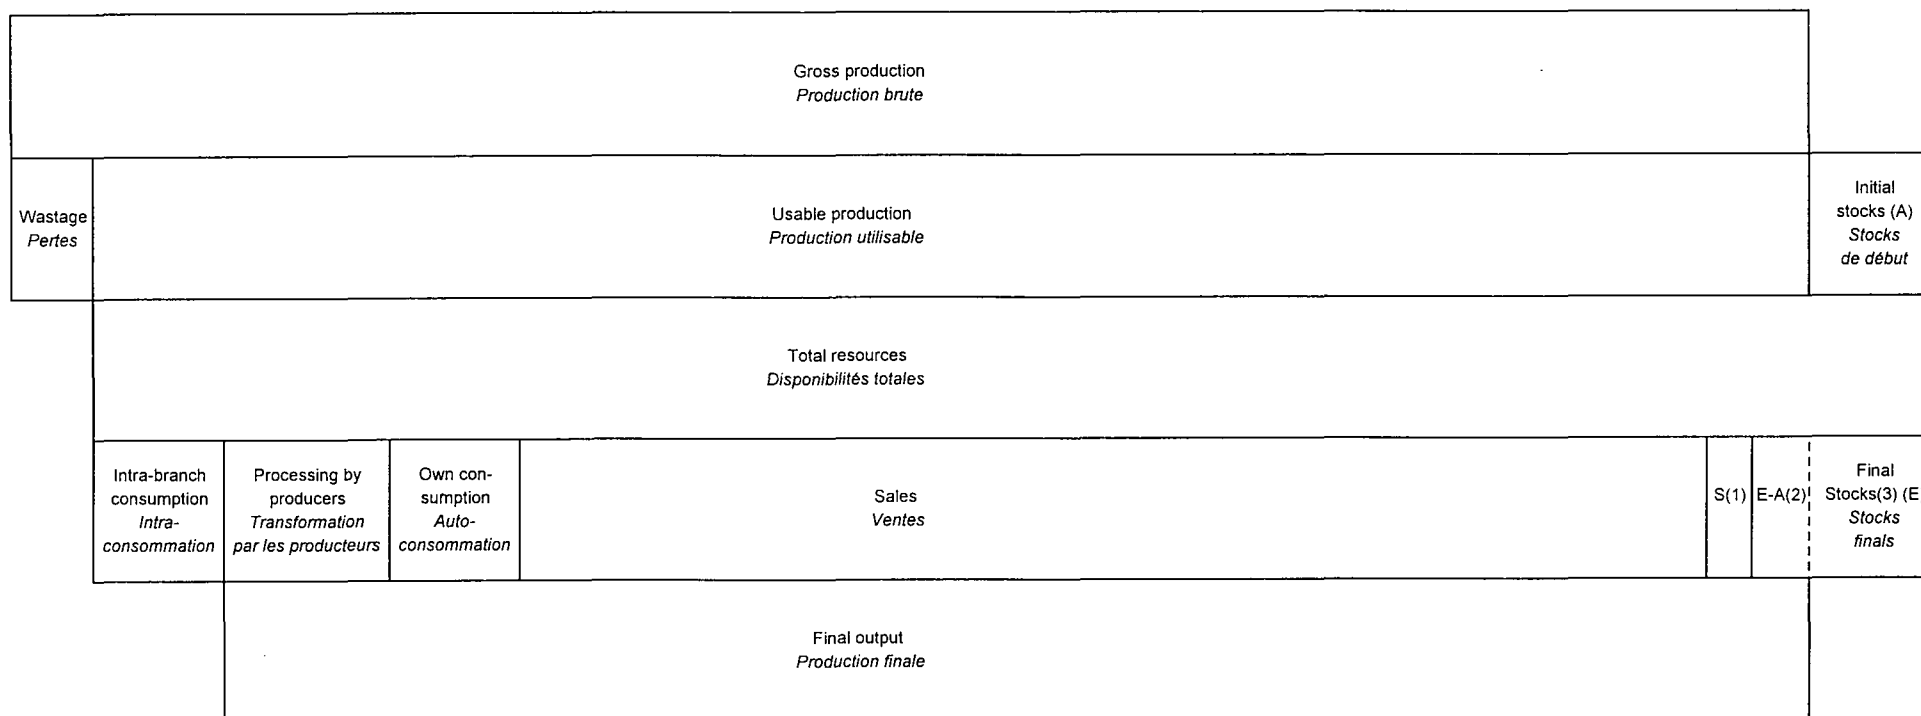 Gross production
Production brute
Wastage
Pertes
Usable production
Production utilisable
Initial
stocks (A)
Stocks
de début
Total resources
Disponibilités totales
Intra-branch
consumption
Intra-
consommation
Processing by
producers
Transformation
par les producteurs
Own con-
sumption
Auto-
consommation
Sales
Ventes
S(1)
E-A(2)
Final
Stocks(3) (E
Stocks
finals
Final output
Production finale